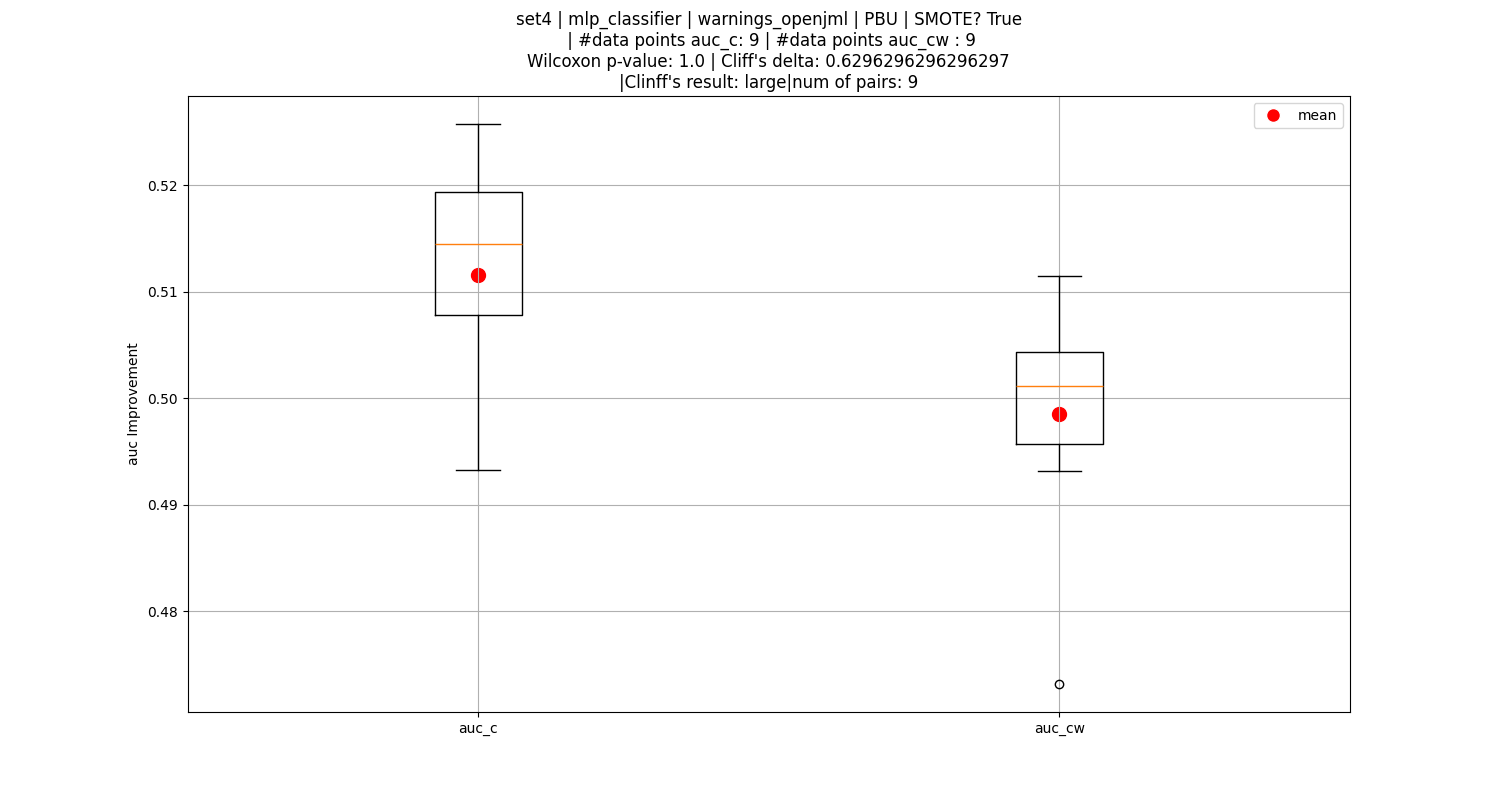 set4 | mlp_classifier | warnings_openjml | PBU | SMOTE? True
| #data points auc_c: 9 | #data points auc_cw : 9
Wilcoxon p-value: 1.0 | Cliff's delta: 0.6296296296296297
|Clinff's result: large|num of pairs: 9
mean
0.52
0.51
0.50
0.49
0.48
auc Improvement
auc_c
auc_cw